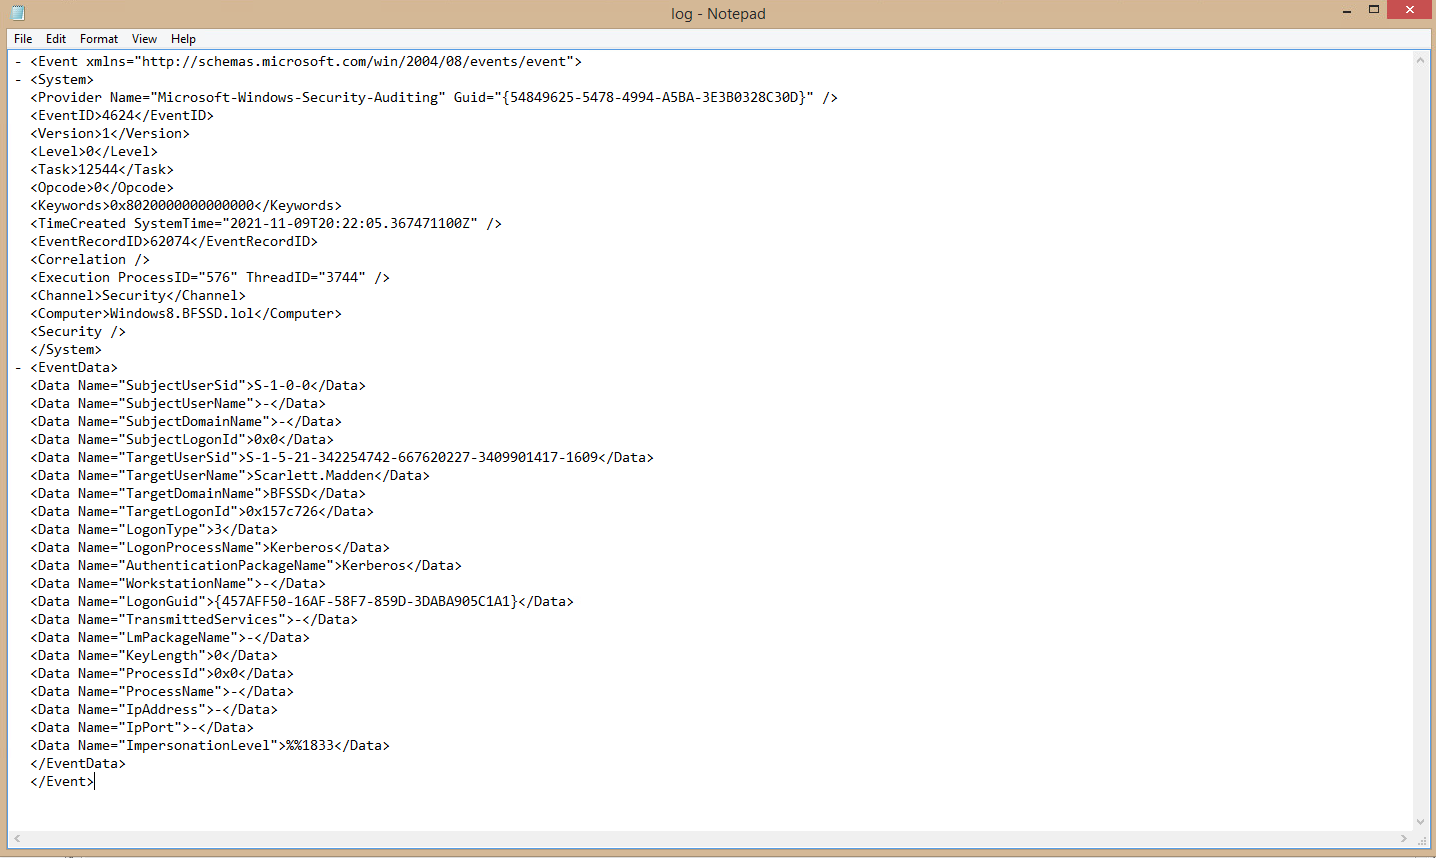 log - Notepad
File Edit Format View Help
- <Event xmlns="http://schemas.microsoft.com/win/2004/08/events/event">
- <System>
<Provider Name="Microsoft-Windows-Security-Auditing" Guid="{54849625-5478-4994-A5BA-3E3B0328C30D}" />
<EventID>4624</EventID>
<Version>1</Version>
<Level>0</Level>
<Task>12544</Task>
<Opcode>0</Opcode>
<Keywords>0x8020000000000000</Keywords>
<TimeCreated SystemTime="2021-11-09T20:22:05.367471100Z" />
<EventRecordID>62074</EventRecordID>
<Correlation />
<Execution ProcessID="576" ThreadID="3744" />
<Channel>Security</Channel>
<Computer>Windows8.BFSSD.lol</Computer>
<Security />
</System>
- <EventData>
<Data Name="SubjectUserSid">S-1-0-0</Data>
<Data Name="SubjectUserName">-</Data>
<Data Name="SubjectDomainName">-</Data>
<Data Name="SubjectLogonId">0x0</Data>
<Data Name="TargetUserSid">S-1-5-21-342254742-667620227-3409901417-1609</Data>
<Data Name="TargetUserName">Scarlett.Madden</Data>
<Data Name="TargetDomainName">BFSSD</Data>
<Data Name="TargetLogonId">0x157c726</Data>
<Data Name="LogonType">3</Data>
<Data Name="LogonProcessName">Kerberos</Data>
<Data Name="AuthenticationPackageName">Kerberos</Data>
<Data Name="WorkstationName">-</Data>
<Data Name="LogonGuid">{457AFF50-16AF-58F7-859D-3DABA905C1A1}</Data>
<Data Name="TransmittedServices">-</Data>
<Data Name="LmPackageName">-</Data>
<Data Name="KeyLength">0</Data>
<Data Name="ProcessId">0x0</Data>
<Data Name="ProcessName">-</Data>
<Data Name="IpAddress">-</Data>
<Data Name="IpPort">-</Data>
<Data Name="ImpersonationLevel">%%1833</Data>
</EventData>
</Event>